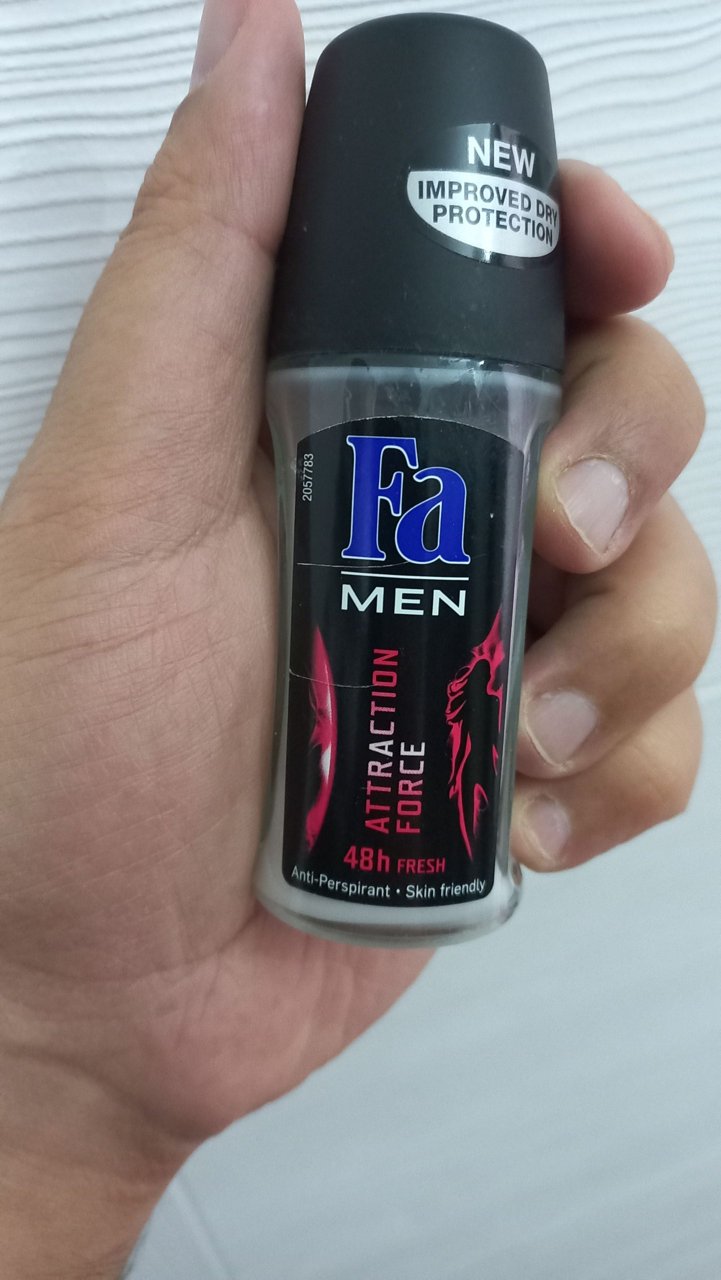 NEW
IMPROVED DRY
PROTECTION
2057783
Fa
MEN
ATTRACTION
FORCE
48h FRESH
Anti-Perspirant • Skin friendly